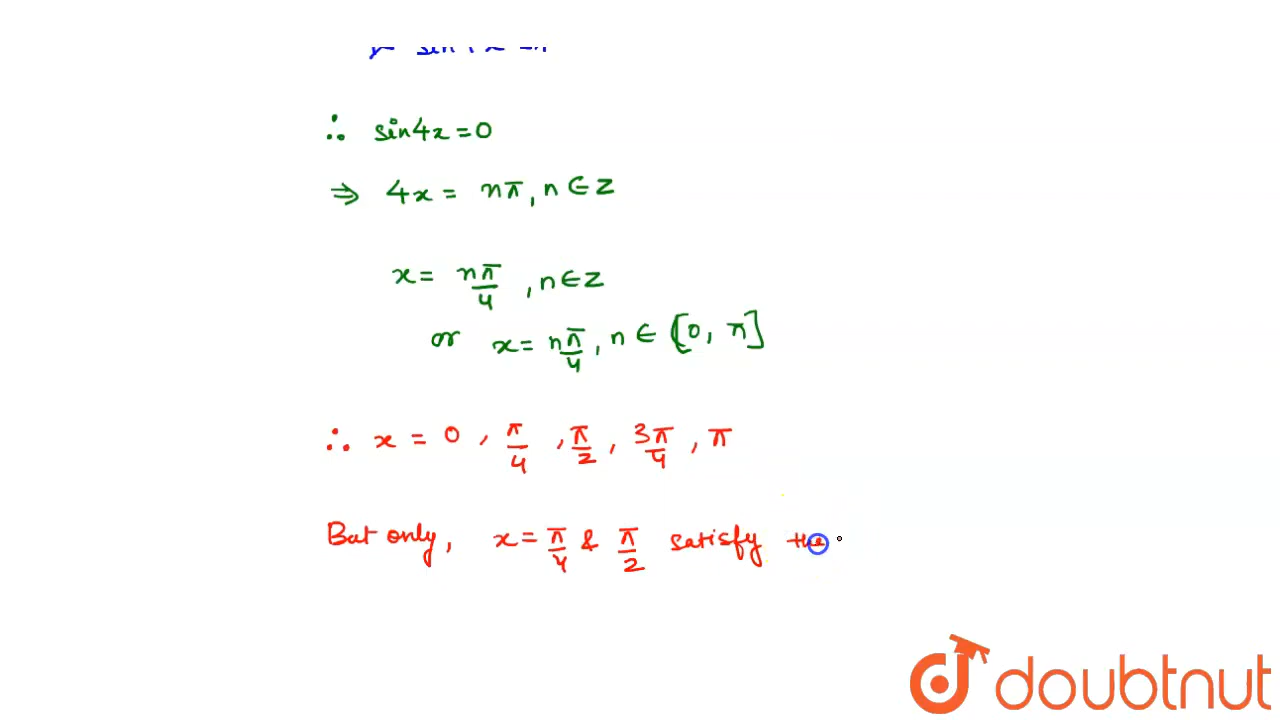 ∴ sin4x=0
⇒ 4x = nπ, n ∈ Z
x = nπ/4, n ∈ Z
or x = nπ/4, n ∈ [0, π]
∴ x = 0, π/4, π/2, 3π/4, π
But only, x = π/4 & π/2 satisfy the
doubtnut